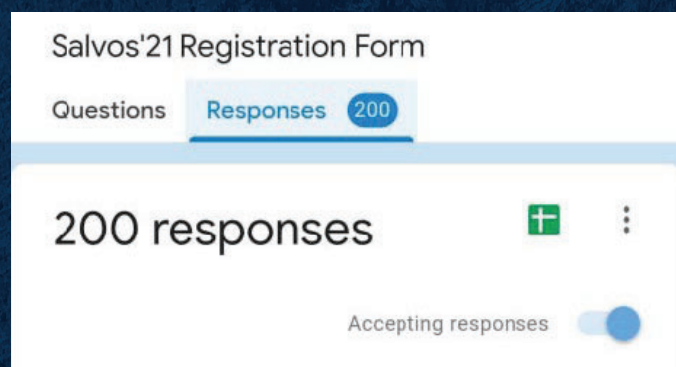 Salvos'21 Registration Form
Questions Responses 200
200 responses
Accepting responses